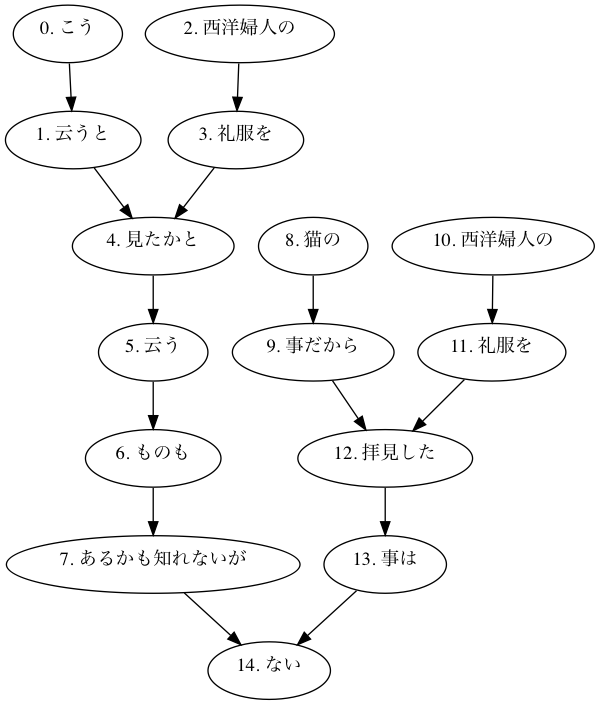 0. こう
2. 西洋婦人の
1. 云うと
3. 礼服を
4. 見たかと
8. 猫の
10. 西洋婦人の
5. 云う
9. 事だから
11. 礼服を
6. ものも
12. 拝見した
7. あるかも知れないが
13. 事は
14. ない